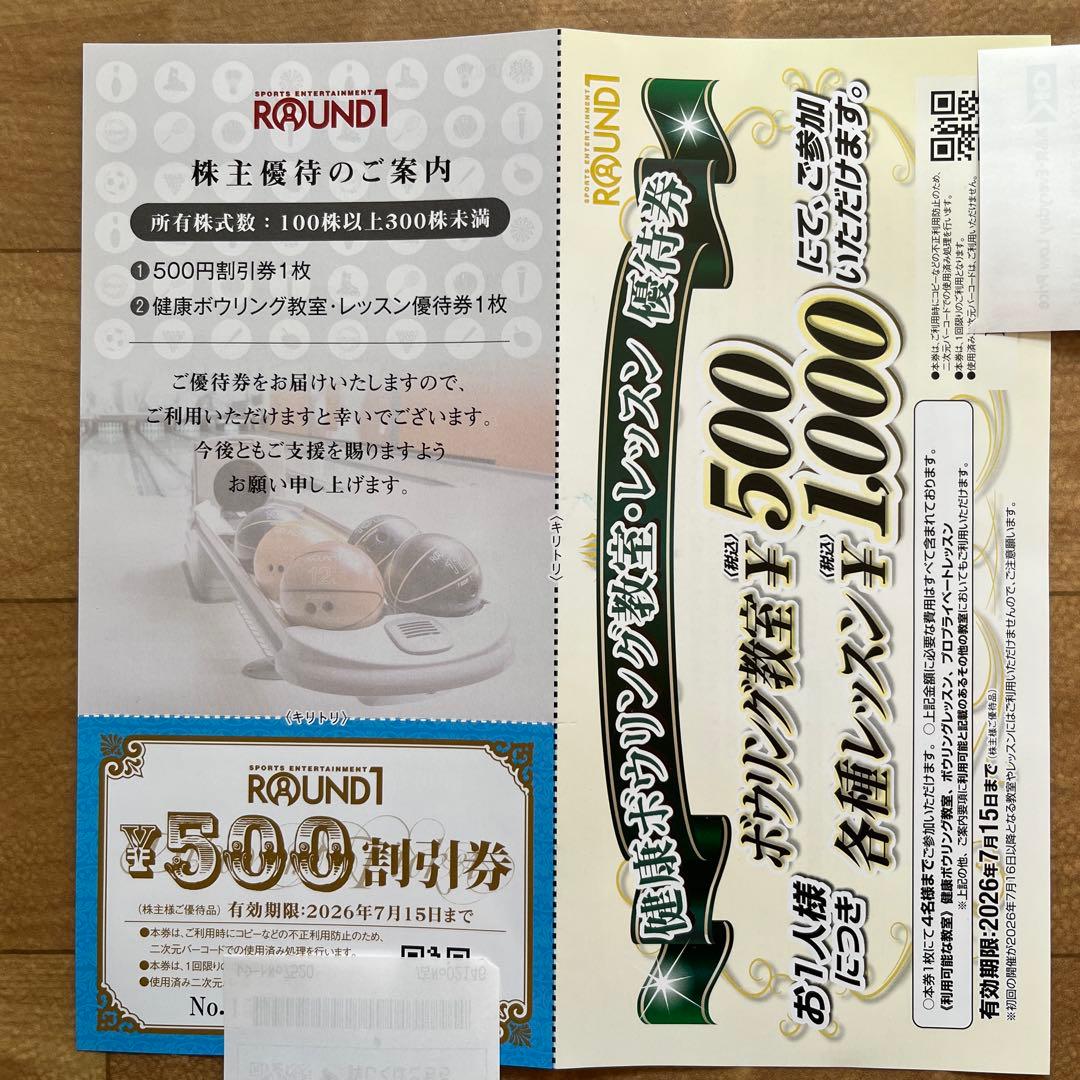 SPORTS ENTERTAINMENT
ROUND1
株主優待のご案内
所有株式数：100株以上300株未満
❶500円割引券1枚
❷健康ボウリング教室・レッスン優待券1枚
ご優待券をお届けいたしますので、
ご利用いただけますと幸いでございます。
今後ともご支援を賜りますよう
お願い申し上げます。
〈キリトリ〉
〈キリトリ〉
SPORTS ENTERTAINMENT
ROUND1
¥500割引券
(株主様ご優待品) 有効期限:2026年7月15日まで
●本券は、ご利用時にコピーなどの不正利用防止のため、
二次元バーコードでの使用済み処理を行います。
●本券は、1回限りの
●使用済み二次元
No.
SPORTS ENTERTAINMENT
ROUND1
健康ボウリング教室・レッスン 優待券
お1人様につき
ボウリング教室〈税込〉¥500
各種レッスン〈税込〉¥1,000
にて、ご参加いただけます。
●本券は、ご利用時にコピーなどの不正利用防止のため、
二次元バーコードでの使用済み処理を行います。
●本券は、1回限りのご利用となります。
●使用済み二次元バーコードは、ご利用いただけません。
○本券1枚にて4名様までご参加いただけます。○上記金額に必要な費用はすべて含まれております。
《利用可能な教室》健康ボウリング教室、ボウリングレッスン、プロプライベートレッスン
※上記の他、ご案内要項に利用可能と記載のあるその他の教室においてもご利用いただけます。
有効期限:2026年7月15日まで (株主様ご優待品)
※初回の開催が2026年7月16日以降となる教室やレッスンにはご利用いただけませんので、ご注意願います。